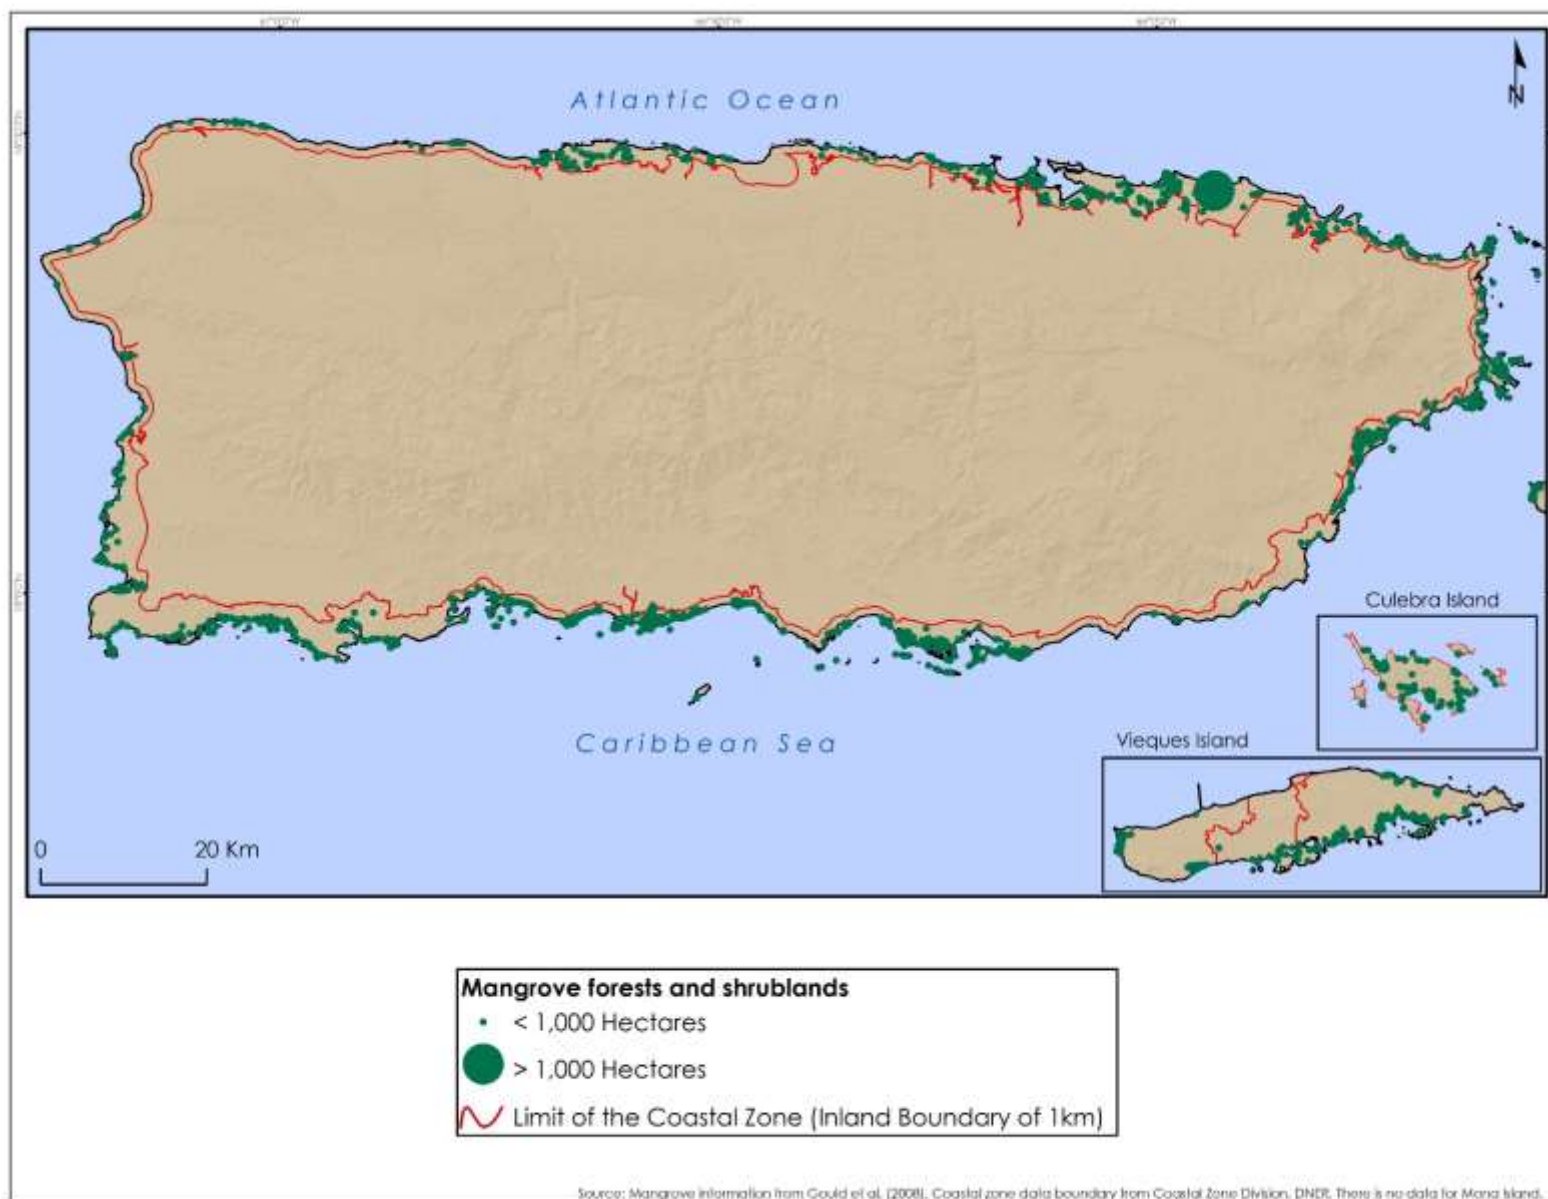 N
Atlantic Ocean
Culebra Island
Caribbean Sea
Vieques Island
0 20 Km
Mangrove forests and shrublands
< 1,000 Hectares
> 1,000 Hectares
Limit of the Coastal Zone (Inland Boundary of 1km)
Source: Mangrove information from Gould et al. (2008). Coastal zone data boundary from Coastal Zone Division, DNER. There is no data for Mona Island.